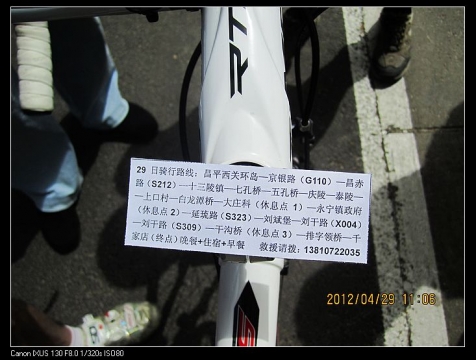 RT
29 日骑行路线：昌平西关环岛—京银路（G110）—昌赤
路（S212）—十三陵镇—七孔桥—五孔桥—庆陵—泰陵—
—上口村—白龙潭桥—大庄科（休息点 1）—永宁镇政府
（休息点 2）—延琉路（S323）—刘斌堡—刘干路（X004）
—刘干路（S309）—干沟桥（休息点 3）—排字岭桥—千
家店（终点）晚餐+住宿+早餐 救援请拨：13810722035
2012/04/29 11:06
Canon IXUS 130 F8.0 1/320s ISO80